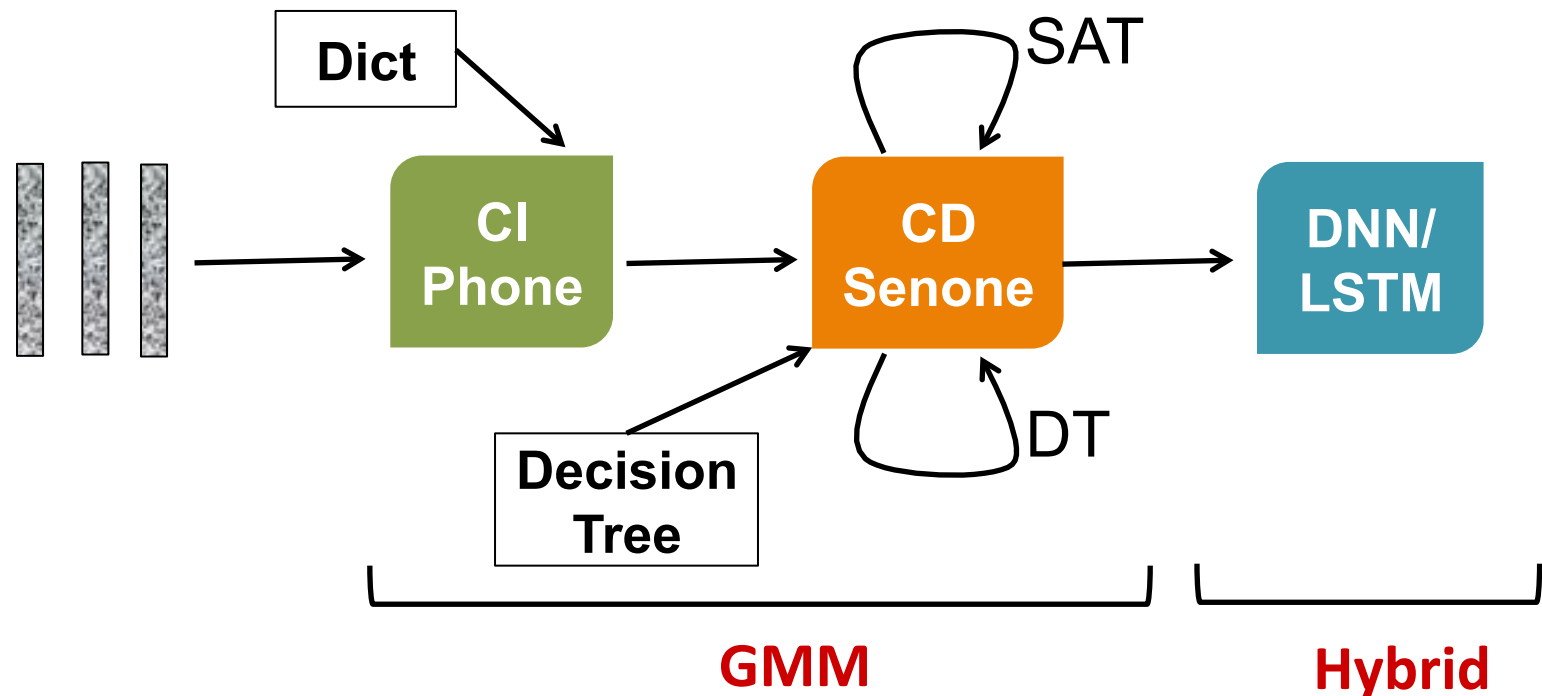 Dict
SAT
CI
Phone
CD
Senone
DNN/
LSTM
DT
Decision
Tree
GMM
Hybrid